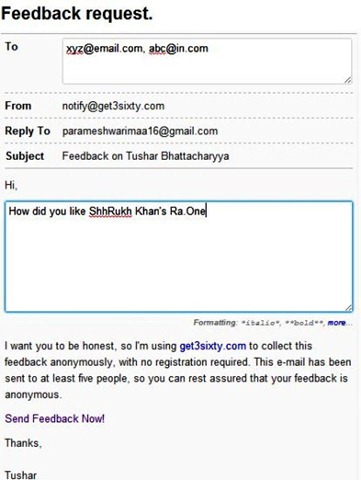 Feedback request.
To xyz@email.com, abc@in.com
From notify@get3sixty.com
Reply To parameshwarimaa16@gmail.com
Subject Feedback on Tushar Bhattacharyya
Hi,
How did you like ShhRukh Khan's Ra.One
Formatting: *italic*, **bold**, more...
I want you to be honest, so I'm using get3sixty.com to collect this
feedback anonymously, with no registration required. This e-mail has been
sent to at least five people, so you can rest assured that your feedback is
anonymous.
Send Feedback Now!
Thanks,
Tushar